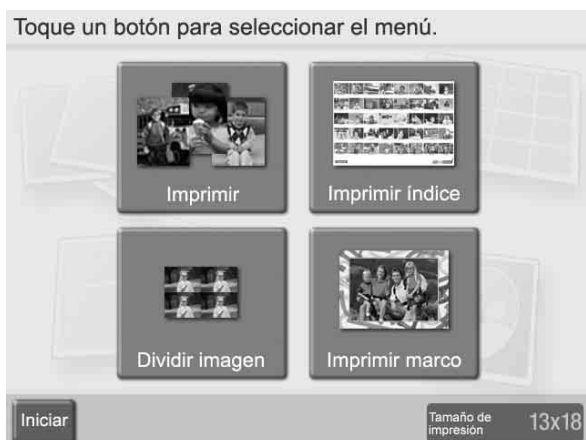 Toque un botón para seleccionar el menú.
Imprimir
Imprimir índice
Dividir imagen
Imprimir marco
Iniciar
Tamaño de
impresión
13x18